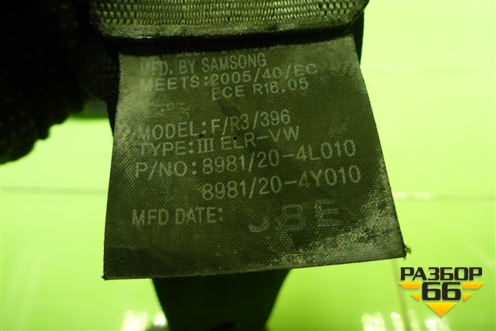 MFD. BY SAMSONG
MEETS: 2005/40/EC
ECE R16.05
MODEL: F/R3/396
TYPE: III ELR-VW
P/NO: 8981/20-4L010
8981/20-4Y010
MFD DATE: JBE
РАЗБОР
66